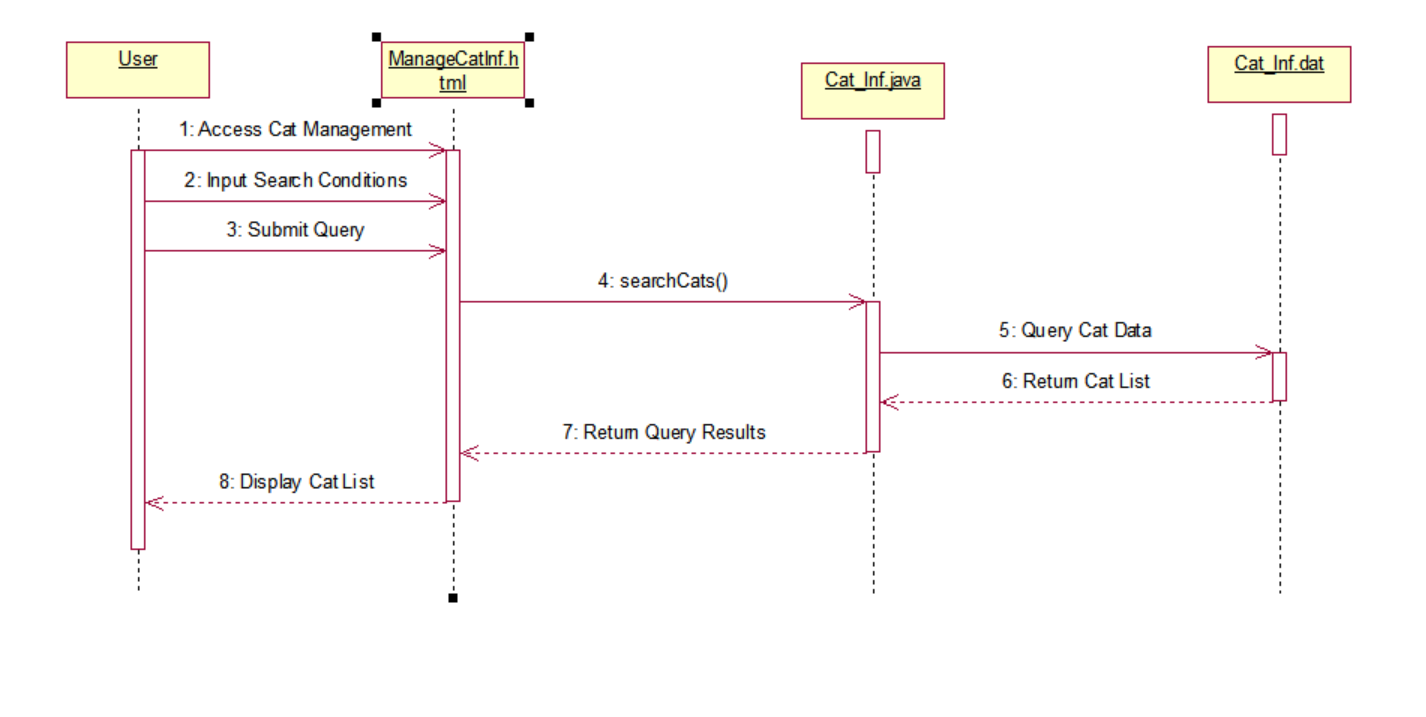 User
ManageCatInf.h
tml
Cat_Inf.java
Cat_Inf.dat
1: Access Cat Management
2: Input Search Conditions
3: Submit Query
4: searchCats()
5: Query Cat Data
6: Return Cat List
7: Return Query Results
8: Display Cat List